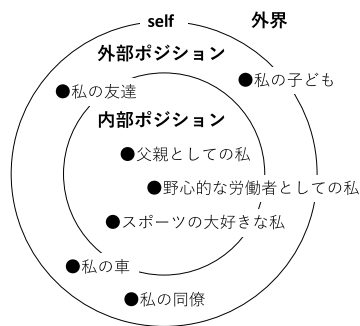 self
外界
外部ポジション
●私の子ども
●私の友達
内部ポジション
●父親としての私
●野心的な労働者としての私
●スポーツの大好きな私
●私の車
●私の同僚